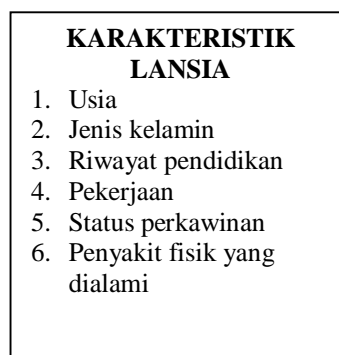 KARAKTERISTIK
LANSIA
1. Usia
2. Jenis kelamin
3. Riwayat pendidikan
4. Pekerjaan
5. Status perkawinan
6. Penyakit fisik yang
dialami